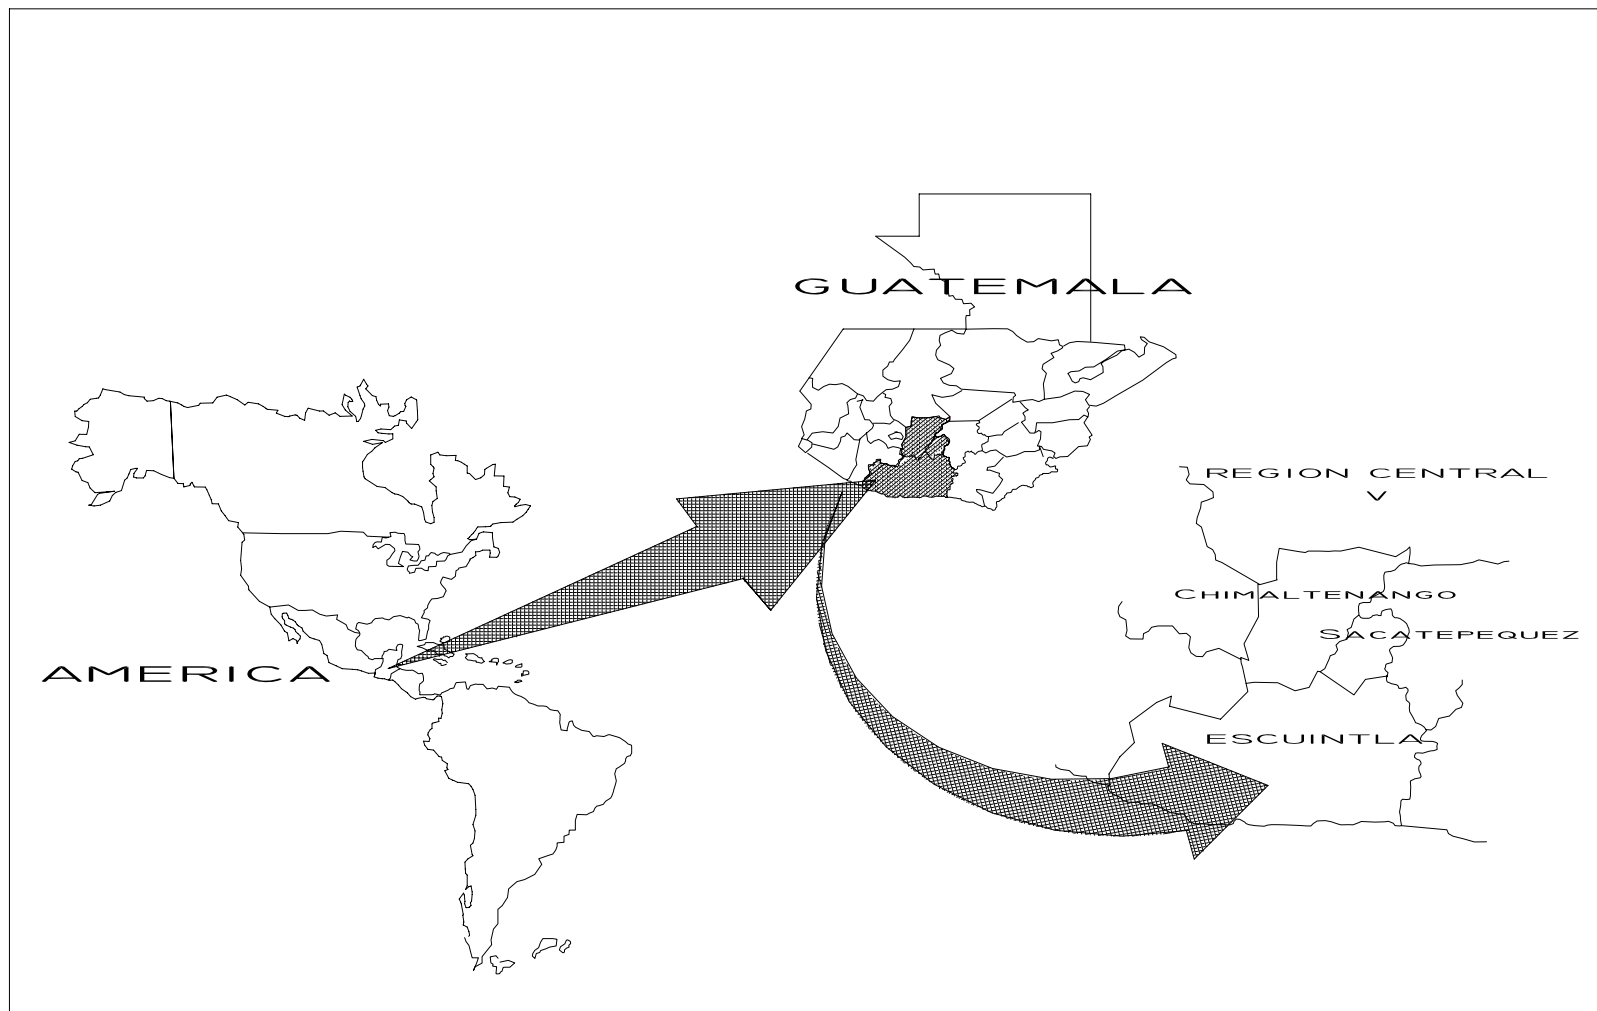 GUATEMALA
REGION CENTRAL
V
CHIMALTENANGO
SACATEPEQUEZ
AMERICA
ESCUINTLA